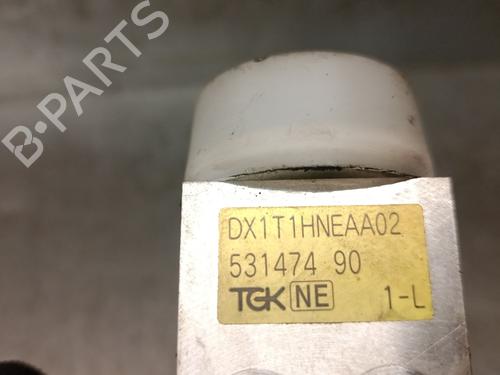 B-PARTS
DX1T1HNEAA02
531474 90
TGK NE 1-L